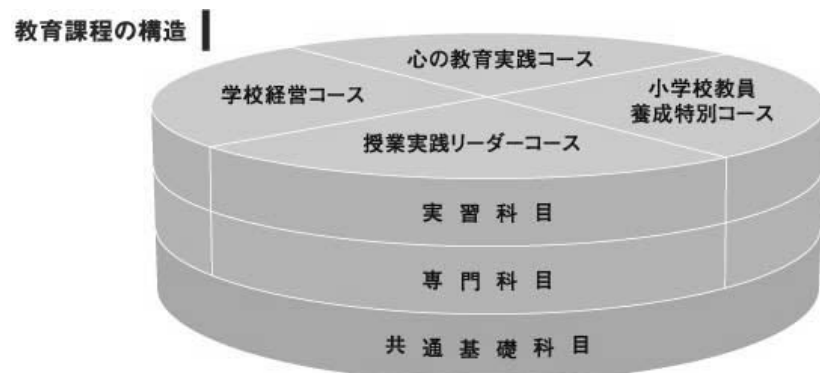 教育課程の構造
心の教育実践コース
学校経営コース
小学校教員
養成特別コース
授業実践リーダーコース
実習科目
専門科目
共通基礎科目